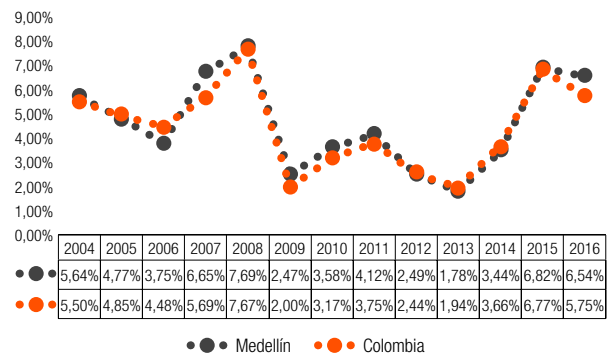 9,00%
8,00%
7,00%
6,00%
5,00%
4,00%
3,00%
2,00%
1,00%
0,00%
2004 2005 2006 2007 2008 2009 2010 2011 2012 2013 2014 2015 2016
5,64% 4,77% 3,75% 6,65% 7,69% 2,47% 3,58% 4,12% 2,49% 1,78% 3,44% 6,82% 6,54%
5,50% 4,85% 4,48% 5,69% 7,67% 2,00% 3,17% 3,75% 2,44% 1,94% 3,66% 6,77% 5,75%
Medellín Colombia